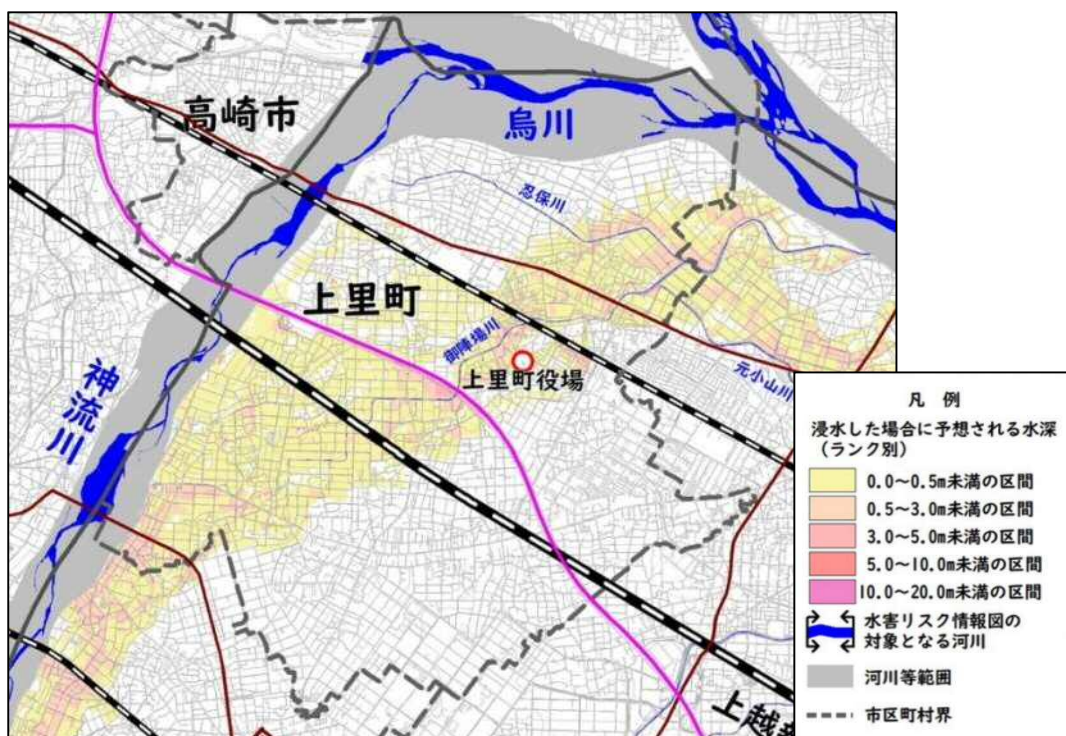 高崎市
烏川
忍保川
上里町
御陣場川
上里町役場
元小山川
神流川
上越新
凡 例
浸水した場合に予想される水深
（ランク別）
0.0～0.5m未満の区間
0.5～3.0m未満の区間
3.0～5.0m未満の区間
5.0～10.0m未満の区間
10.0～20.0m未満の区間
水害リスク情報図の
対象となる河川
河川等範囲
市区町村界